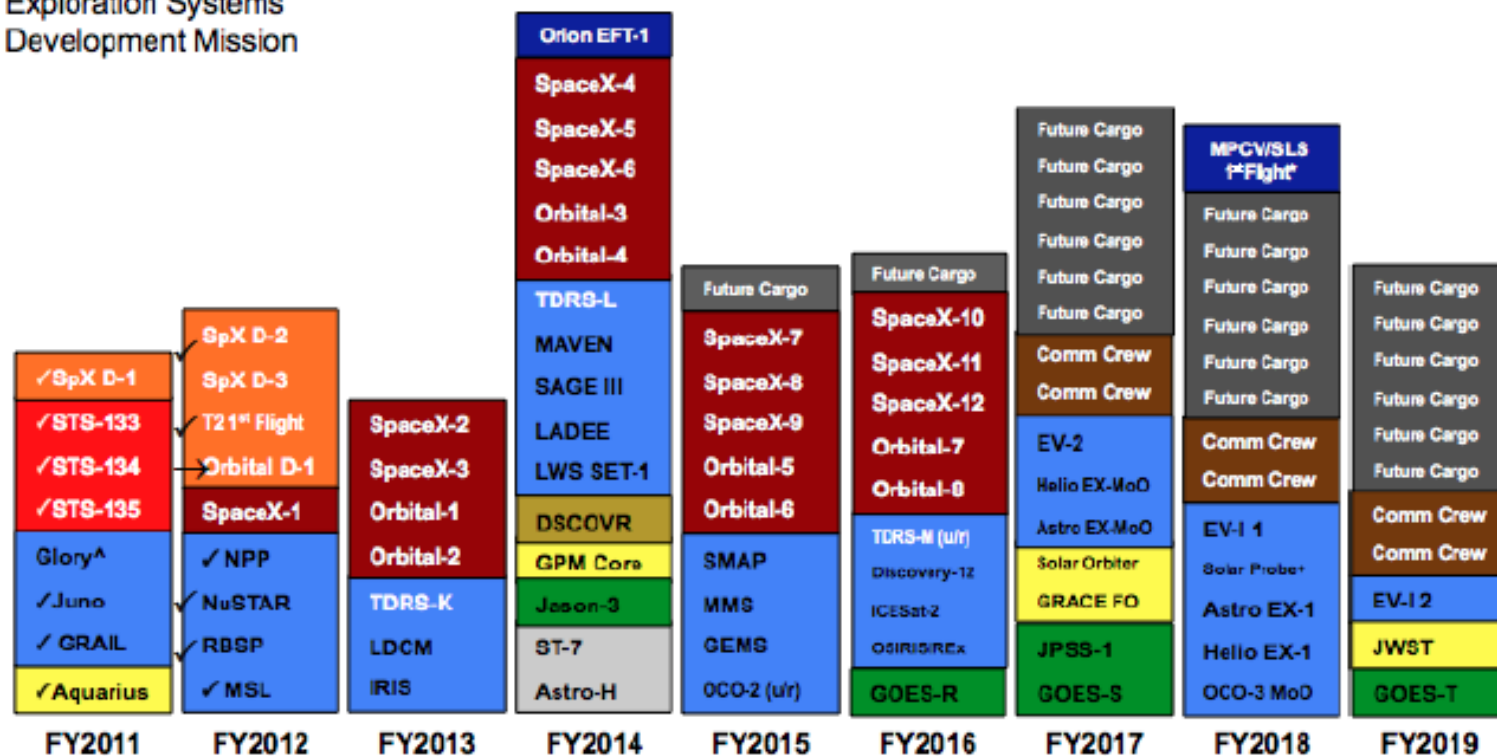 Exploration Systems
Development Mission
✓SpX D-1
✓STS-133
✓STS-134
✓STS-135
Glory^
✓Juno
✓ GRAIL
✓Aquarius
FY2011
✓ SpX D-2
SpX D-3
✓ T2 1st Flight
→Orbital D-1
SpaceX-1
✓ NPP
✓ NuSTAR
✓ RBSP
✓ MSL
FY2012
SpaceX-2
SpaceX-3
Orbital-1
Orbital-2
TDRS-K
LDCM
IRIS
FY2013
Orion EFT-1
SpaceX-4
SpaceX-5
SpaceX-6
Orbital-3
Orbital-4
TDRS-L
MAVEN
SAGE III
LADEE
LWS SET-1
DSCOVR
GPM Core
Jason-3
ST-7
Astro-H
FY2014
Future Cargo
SpaceX-7
SpaceX-8
SpaceX-9
Orbital-5
Orbital-6
SMAP
MMS
GEMS
OCO-2 (u/r)
FY2015
Future Cargo
SpaceX-10
SpaceX-11
SpaceX-12
Orbital-7
Orbital-8
TDRS-M (u/r)
Discovery-12
ICESat-2
OSIRIS/REx
GOES-R
FY2016
Future Cargo
Future Cargo
Future Cargo
Future Cargo
Future Cargo
Future Cargo
Comm Crew
Comm Crew
EV-2
Helio EX-MoO
Astro EX-MoO
Solar Orbiter
GRACE FO
JPSS-1
GOES-S
FY2017
MPCV/SLS
1st Flight*
Future Cargo
Future Cargo
Future Cargo
Future Cargo
Future Cargo
Future Cargo
Comm Crew
Comm Crew
EV-I 1
Solar Probe+
Astro EX-1
Helio EX-1
OCO-3 MoO
FY2018
Future Cargo
Future Cargo
Future Cargo
Future Cargo
Future Cargo
Future Cargo
Comm Crew
Comm Crew
EV-I 2
JWST
GOES-T
FY2019